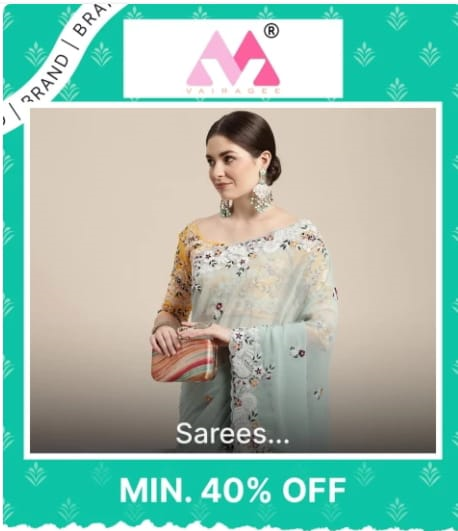 BRAND | BRA
®
VAIRAGEE
Sarees...
MIN. 40% OFF